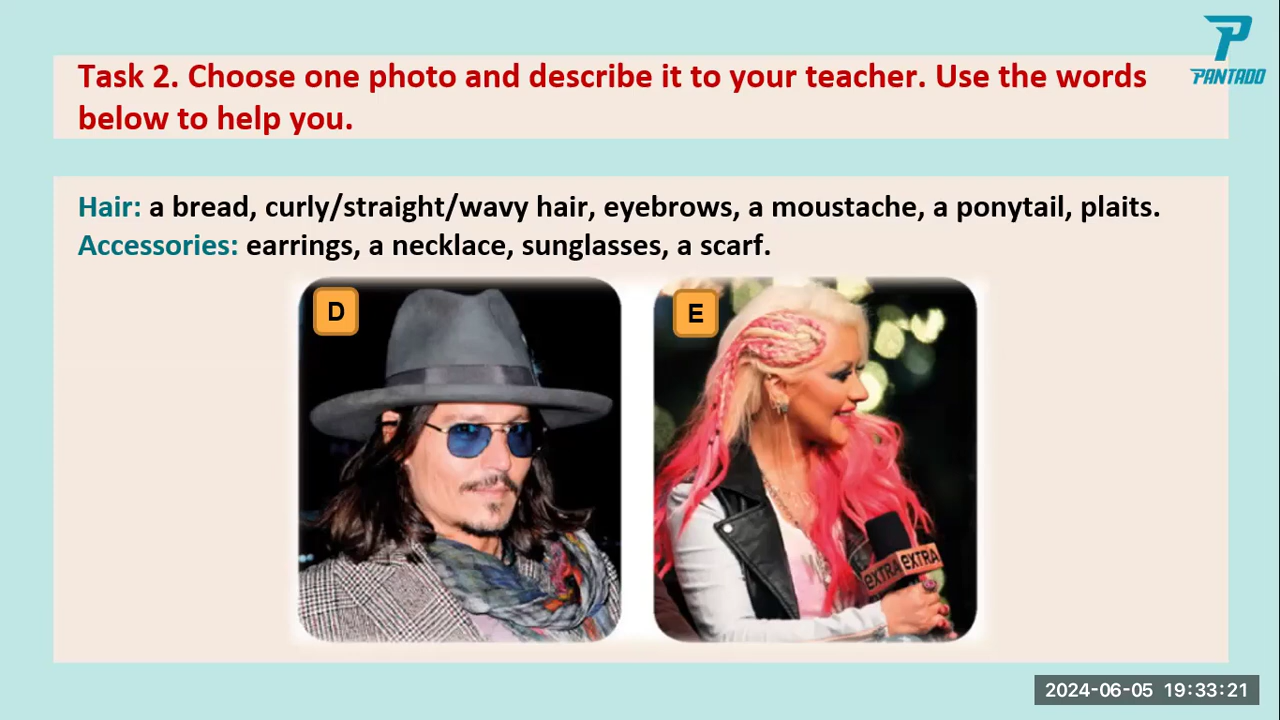 PANTADO
Task 2. Choose one photo and describe it to your teacher. Use the words
below to help you.
Hair: a bread, curly/straight/wavy hair, eyebrows, a moustache, a ponytail, plaits.
Accessories: earrings, a necklace, sunglasses, a scarf.
D
E
EXTRA EXTRA
2024-06-05 19:33:21